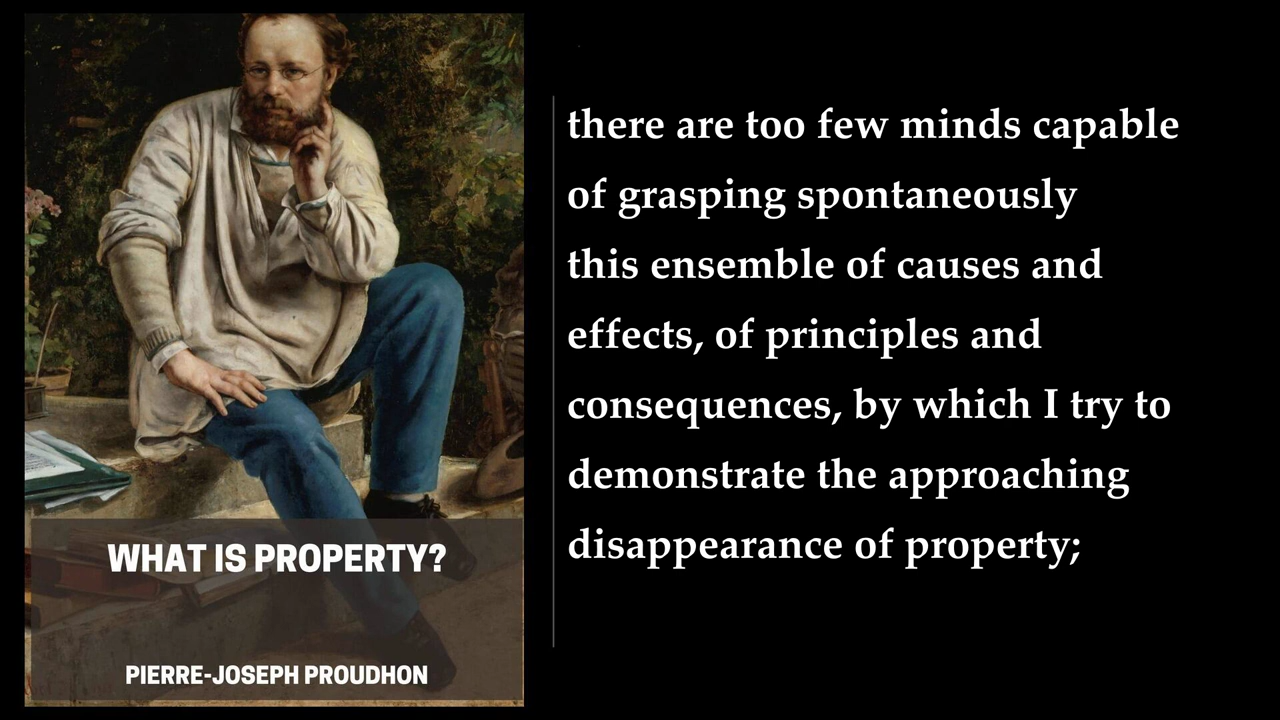 WHAT IS PROPERTY?
PIERRE-JOSEPH PROUDHON
there are too few minds capable
of grasping spontaneously
this ensemble of causes and
effects, of principles and
consequences, by which I try to
demonstrate the approaching
disappearance of property;